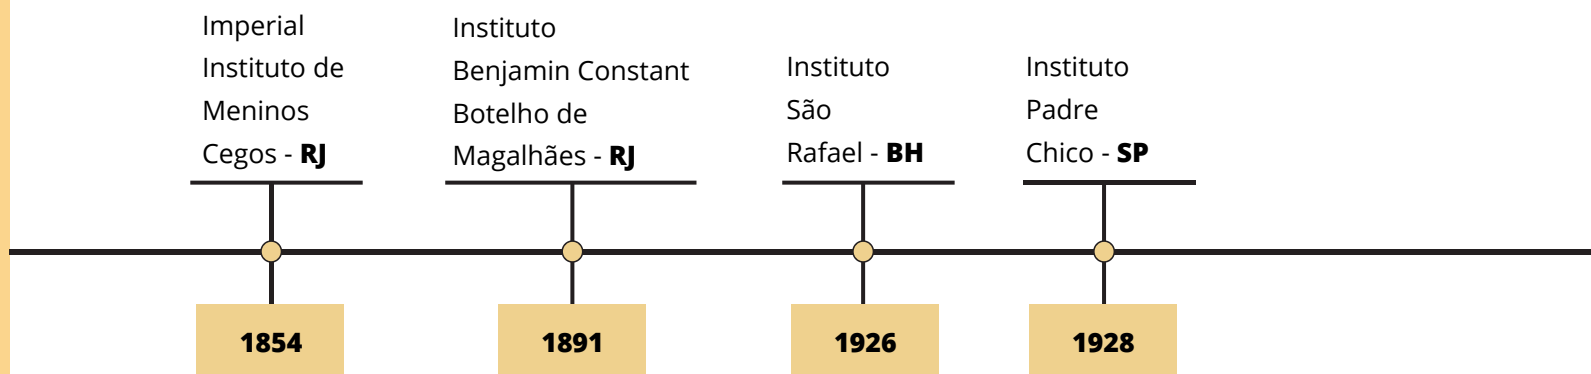 Imperial
Instituto de
Meninos
Cegos - RJ
Instituto
Benjamin Constant
Botelho de
Magalhães - RJ
Instituto
São
Rafael - BH
Instituto
Padre
Chico - SP
1854
1891
1926
1928